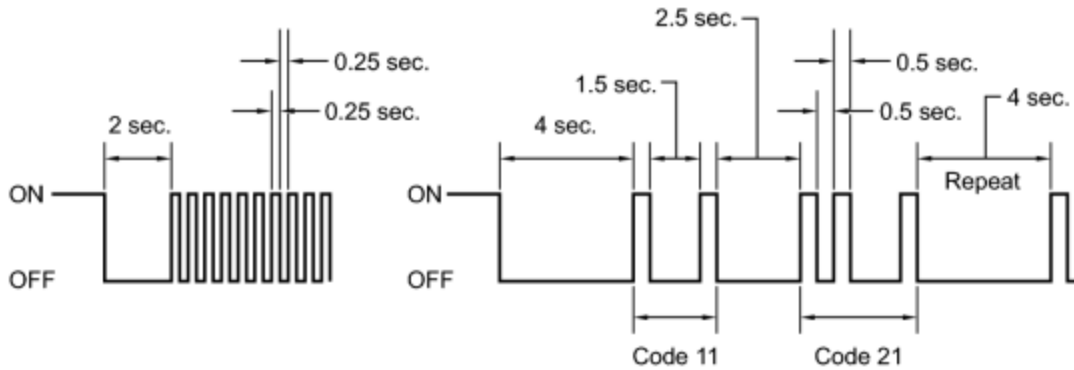 2.5 sec.
0.25 sec.
0.5 sec.
1.5 sec.
0.25 sec.
0.5 sec.
4 sec.
2 sec.
4 sec.
ON
ON
Repeat
OFF
OFF
Code 11
Code 21